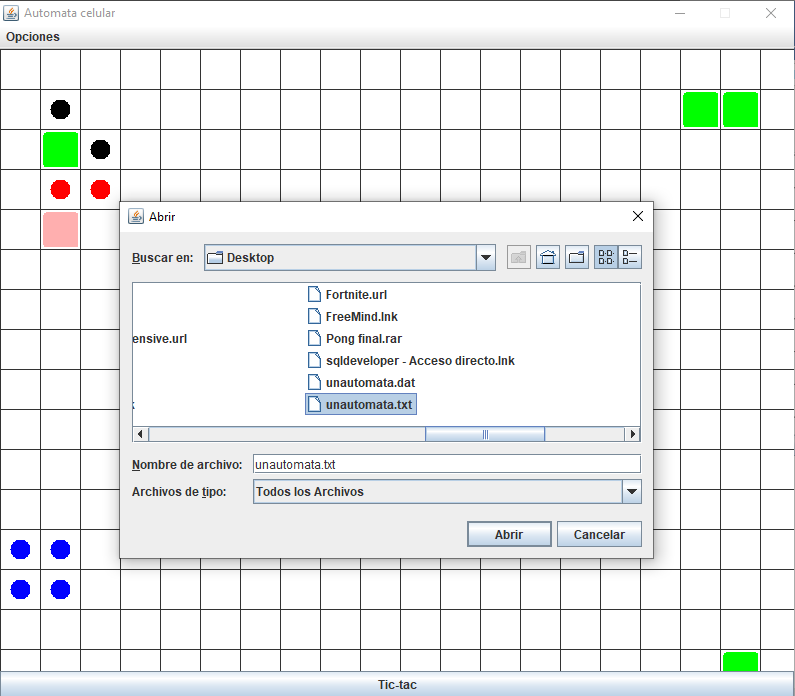 Automata celular
Opciones
Abrir
Buscar en: Desktop
Fortnite.url
FreeMind.lnk
ensive.url
Pong final.rar
sqldeveloper - Acceso directo.lnk
unautomata.dat
unautomata.txt
Nombre de archivo: unautomata.txt
Archivos de tipo: Todos los Archivos
Abrir Cancelar
Tic-tac